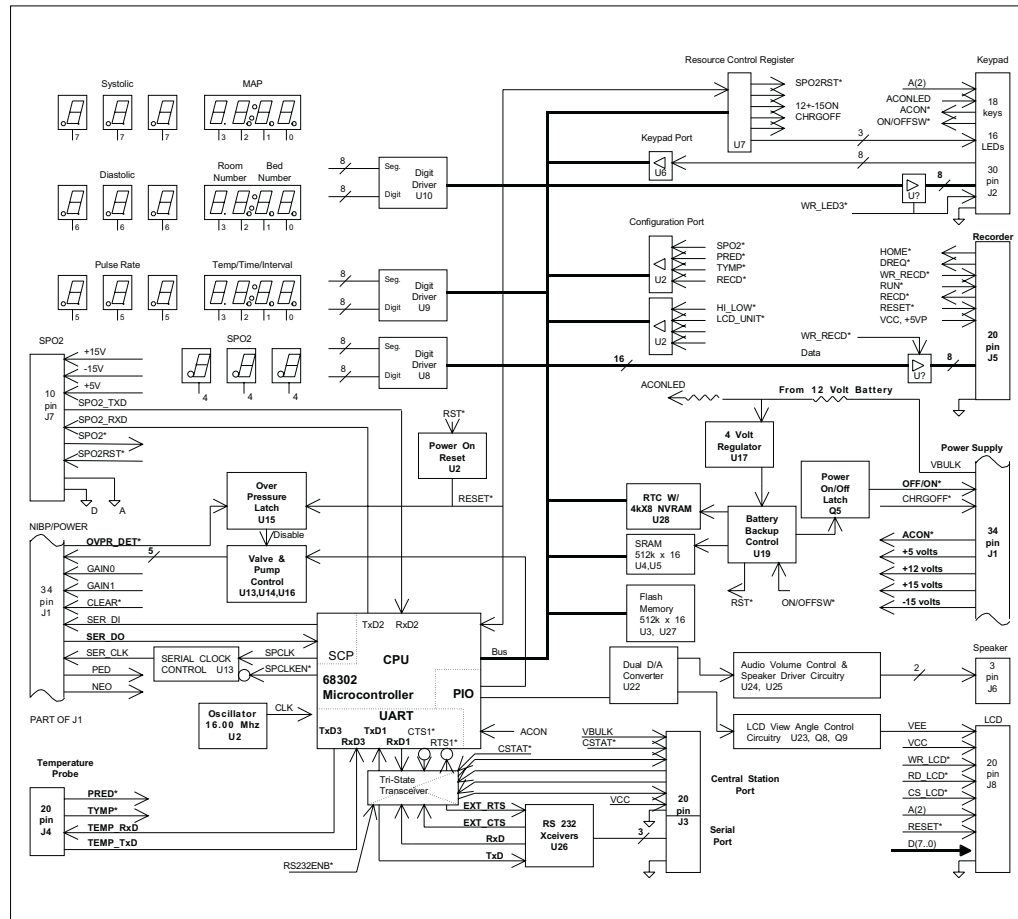 Systolic
MAP
7 7 7
3 2 1 0
Diastolic
Room Number
Bed Number
6 6 6
3 2 1 0
Pulse Rate
Temp/Time/Interval
5 5 5
3 2 1 0
SPO2
4 4 4
8 Seg.
8 Digit
Digit Driver U10
8 Seg.
8 Digit
Digit Driver U9
8 Seg.
8 Digit
Digit Driver U8
Resource Control Register
U7
SPO2RST*
12+-15ON
CHRGOFF
3
Keypad Port
U6
8
Keypad
A(2)
ACONLED
ACON*
ON/OFFSW*
18 keys
16 LEDs
30 pin J2
U?
8
WR_LED3*
Configuration Port
U2
SPO2*
PRED*
TYMP*
RECD*
U2
HI_LOW*
LCD_UNIT*
Recorder
HOME*
DREQ*
WR_RECD*
RUN*
RECD*
RESET*
VCC, +5VP
20 pin J5
WR_RECD*
16
Data
U?
8
SPO2
10 pin J7
+15V
-15V
+5V
SPO2_TXD
SPO2_RXD
SPO2*
SPO2RST*
D A
RST*
Power On Reset U2
RESET*
ACONLED
From 12 Volt Battery
4 Volt Regulator U17
Power On/Off Latch Q5
Battery Backup Control U19
RST*
ON/OFFSW*
RTC W/ 4kX8 NVRAM U28
SRAM 512k x 16 U4,U5
Flash Memory 512k x 16 U3, U27
Power Supply
VBULK
OFF/ON*
CHRGOFF*
ACON*
+5 volts
+12 volts
+15 volts
-15 volts
34 pin J1
NIBP/POWER
34 pin J1
OVPR_DET*
5
GAIN0
GAIN1
CLEAR*
SER_DI
SER_DO
SER_CLK
PED
NEO
PART OF J1
Over Pressure Latch U15
Disable
Valve & Pump Control U13,U14,U16
SERIAL CLOCK CONTROL U13
SPCLK
SPCLKEN*
Oscillator 16.00 Mhz U2
CLK
TxD2 RxD2
SCP
CPU
68302 Microcontroller
PIO
UART
TxD3 TxD1 CTS1*
RxD3 RxD1 RTS1*
Bus
ACON
Dual D/A Converter U22
Audio Volume Control & Speaker Driver Circuitry U24, U25
2
Speaker
3 pin J6
LCD View Angle Control Circuitry U23, Q8, Q9
LCD
VEE
VCC
WR_LCD*
RD_LCD*
CS_LCD*
A(2)
RESET*
D(7..0)
20 pin J8
Temperature Probe
20 pin J4
PRED*
TYMP*
TEMP_RxD
TEMP_TxD
Tri-State Transceiver
RS232ENB*
CSTAT*
VBULK
CSTAT*
VCC
EXT_RTS
EXT_CTS
RxD
TxD
RS 232 Xceivers U26
3
20 pin J3
Central Station Port
Serial Port